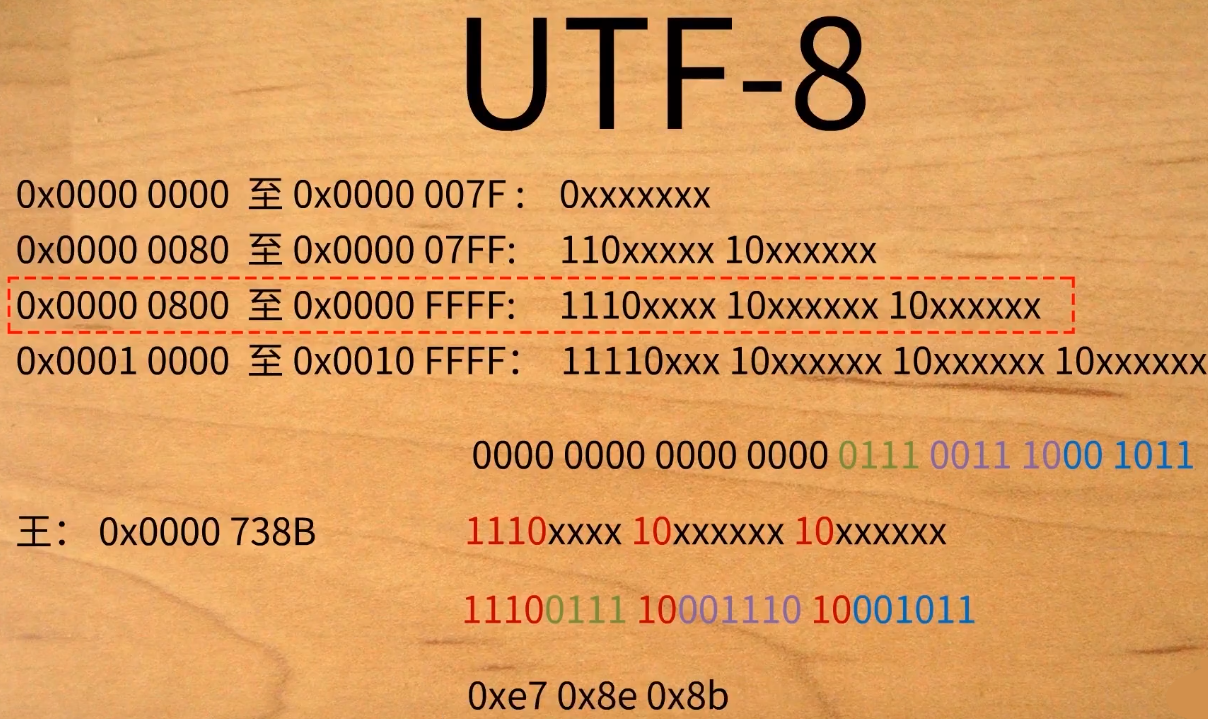 UTF-8
0x0000 0000 至 0x0000 007F： 0xxxxxxx
0x0000 0080 至 0x0000 07FF: 110xxxxx 10xxxxxx
0x0000 0800 至 0x0000 FFFF: 1110xxxx 10xxxxxx 10xxxxxx
0x0001 0000 至 0x0010 FFFF： 11110xxx 10xxxxxx 10xxxxxx 10xxxxxx
0000 0000 0000 0000 0111 0011 1000 1011
王： 0x0000 738B 1110xxxx 10xxxxxx 10xxxxxx
11100111 10001110 10001011
0xe7 0x8e 0x8b